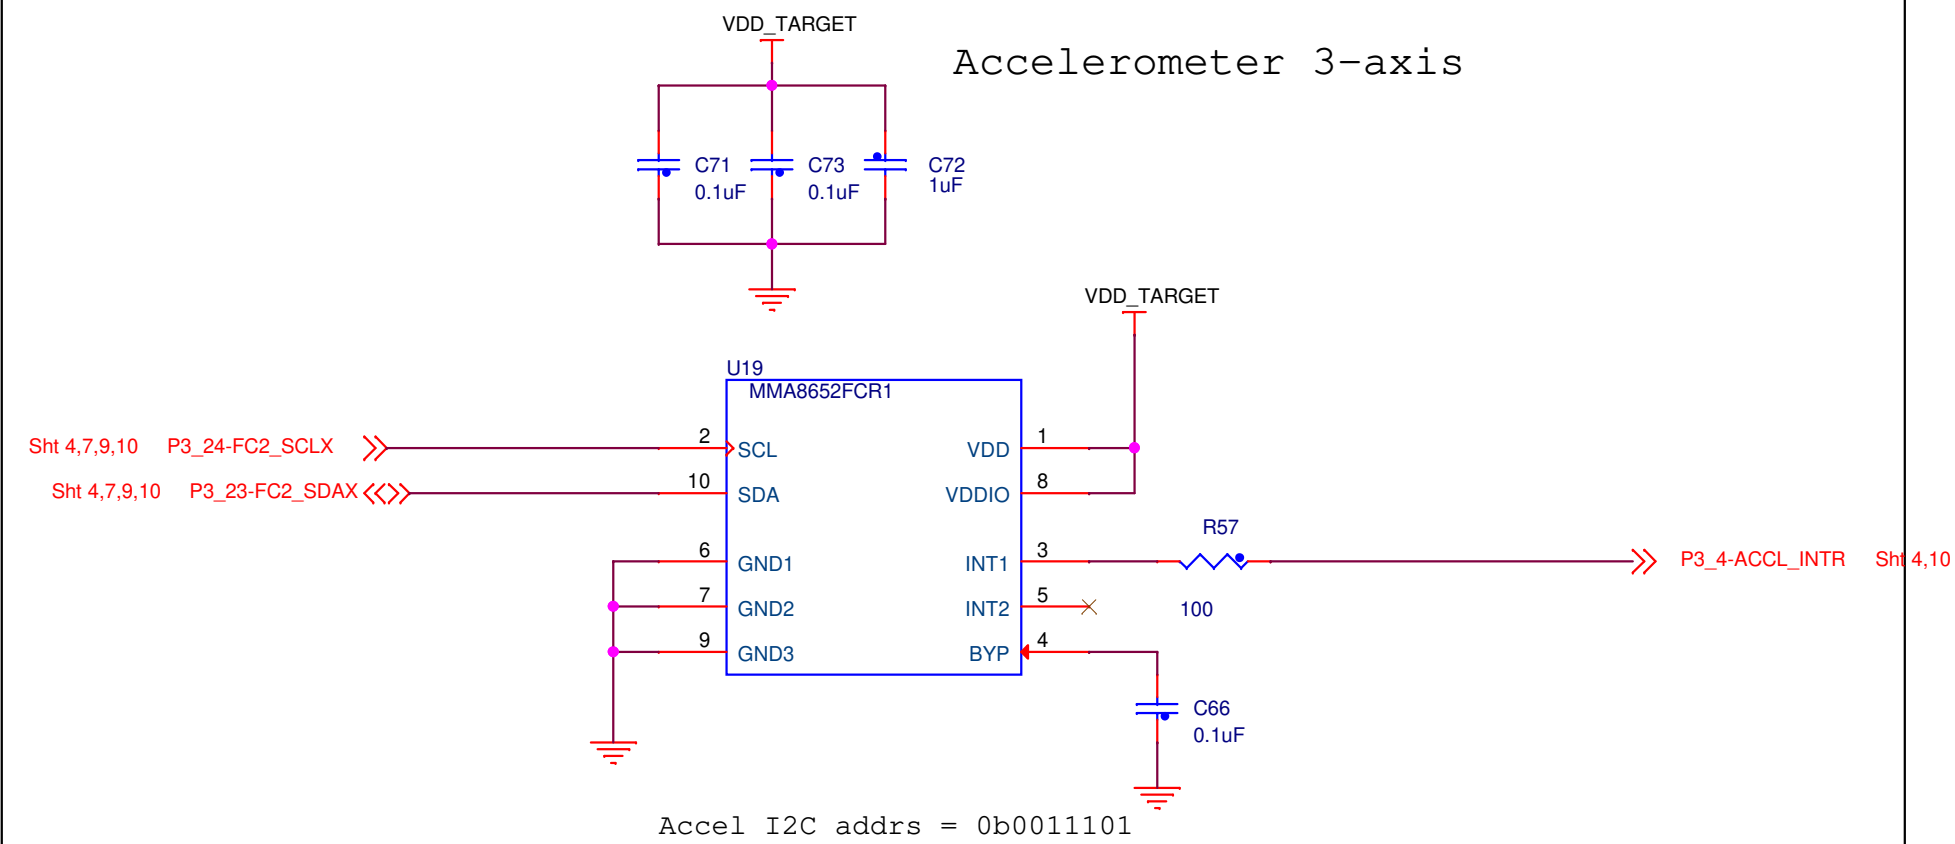 VDD_TARGET
Accelerometer 3-axis
C71
0.1uF
C73
0.1uF
C72
1uF
VDD_TARGET
U19
MMA8652FCR1
Sht 4,7,9,10 P3_24-FC2_SCLX
2
SCL
VDD
1
Sht 4,7,9,10 P3_23-FC2_SDAX
10
SDA
VDDIO
8
R57
6
GND1
INT1
3
P3_4-ACCL_INTR Sht 4,10
7
GND2
INT2
5
100
9
GND3
BYP
4
C66
0.1uF
Accel I2C addrs = 0b0011101